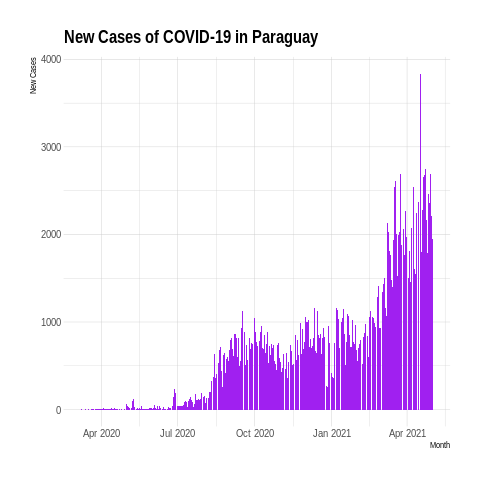 New Cases of COVID-19 in Paraguay
New Cases
4000
3000
2000
1000
0
Apr 2020 Jul 2020 Oct 2020 Jan 2021 Apr 2021
Month